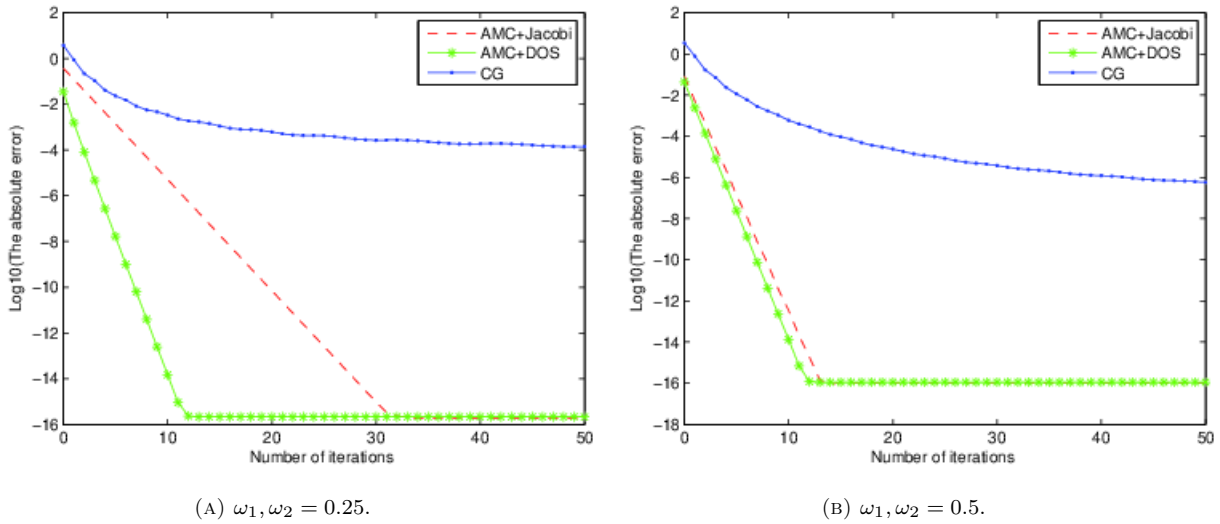 2
0
−2
−4
−6
−8
−10
−12
−14
−16
0
10
20
30
40
50
Log10(The absolute error)
Number of iterations
AMC+Jacobi
AMC+DOS
CG
(A) ω1, ω2 = 0.25.
2
0
−2
−4
−6
−8
−10
−12
−14
−16
−18
0
10
20
30
40
50
Log10(The absolute error)
Number of iterations
AMC+Jacobi
AMC+DOS
CG
(B) ω1, ω2 = 0.5.